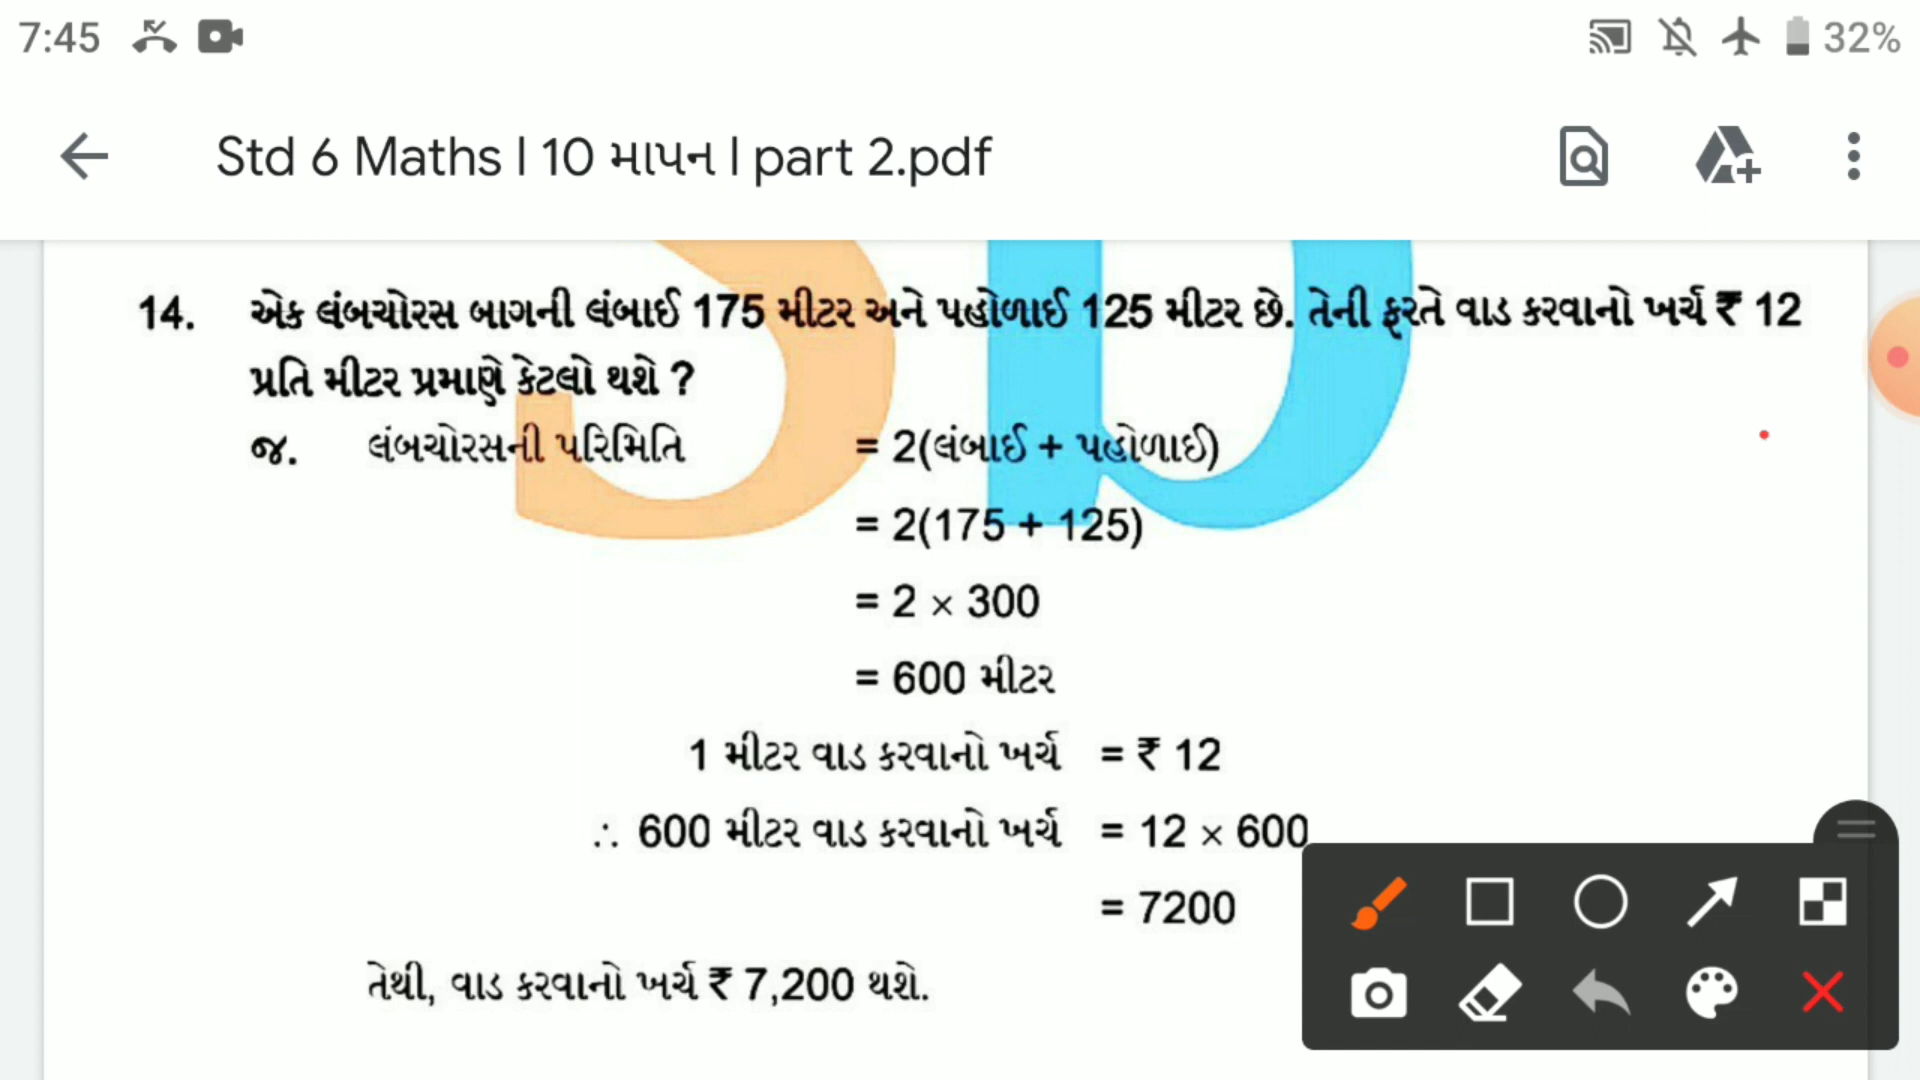 7:45
32%
Std 6 Maths | 10 માપન | part 2.pdf
SD
14. એક લંબચોરસ બાગની લંબાઈ 175 મીટર અને પહોળાઈ 125 મીટર છે. તેની ફરતે વાડ કરવાનો ખર્ચ ₹ 12
પ્રતિ મીટર પ્રમાણે કેટલો થશે ?
જ. લંબચોરસની પરિમિતિ = 2(લંબાઈ + પહોળાઈ)
= 2(175 + 125)
= 2 × 300
= 600 મીટર
1 મીટર વાડ કરવાનો ખર્ચ = ₹ 12
∴ 600 મીટર વાડ કરવાનો ખર્ચ = 12 × 600
= 7200
તેથી, વાડ કરવાનો ખર્ચ ₹ 7,200 થશે.